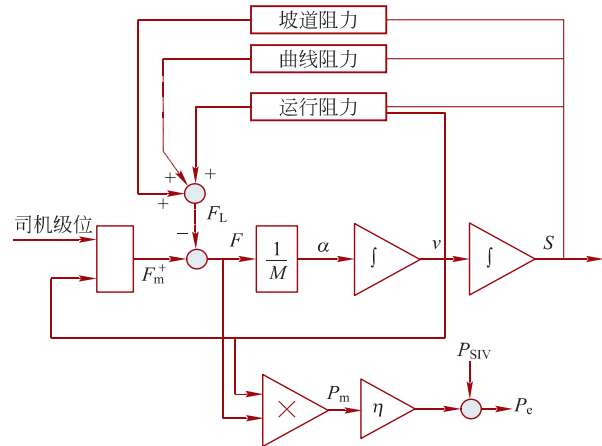 坡道阻力
曲线阻力
运行阻力
+
+
+
+
司机级位
F_L
−
F_m
+
F
1/M
α
∫
v
∫
S
×
P_m
η
P_SIV
P_e